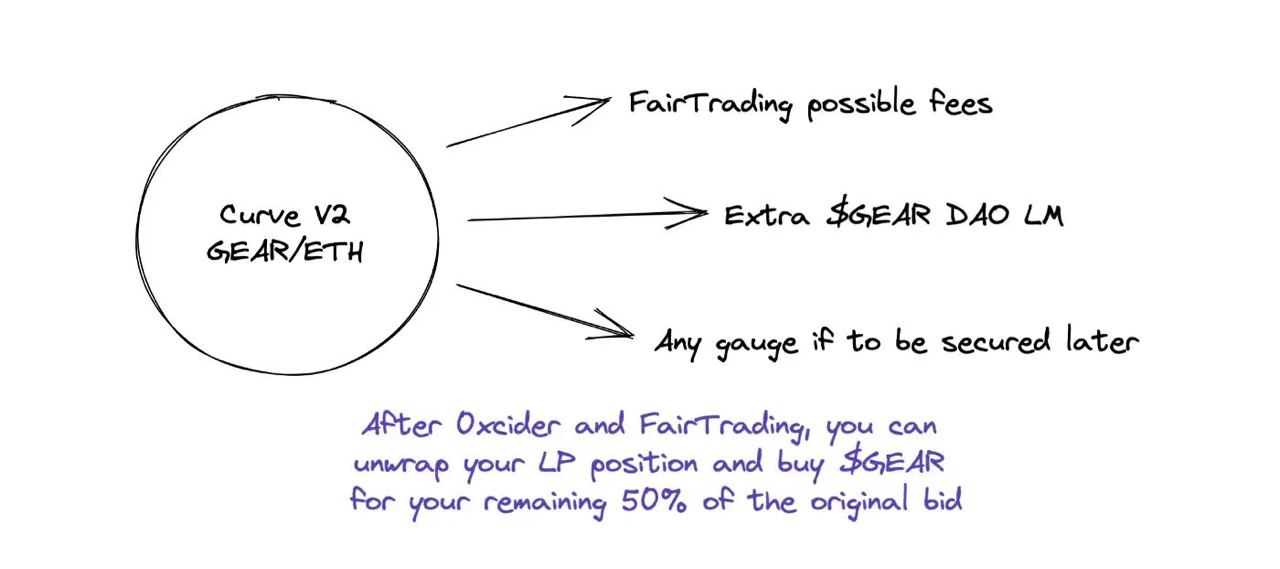 Curve V2
GEAR/ETH
FairTrading possible fees
Extra $GEAR DAO LM
Any gauge if to be secured later
After 0xcider and FairTrading, you can
unwrap your LP position and buy $GEAR
for your remaining 50% of the original bid